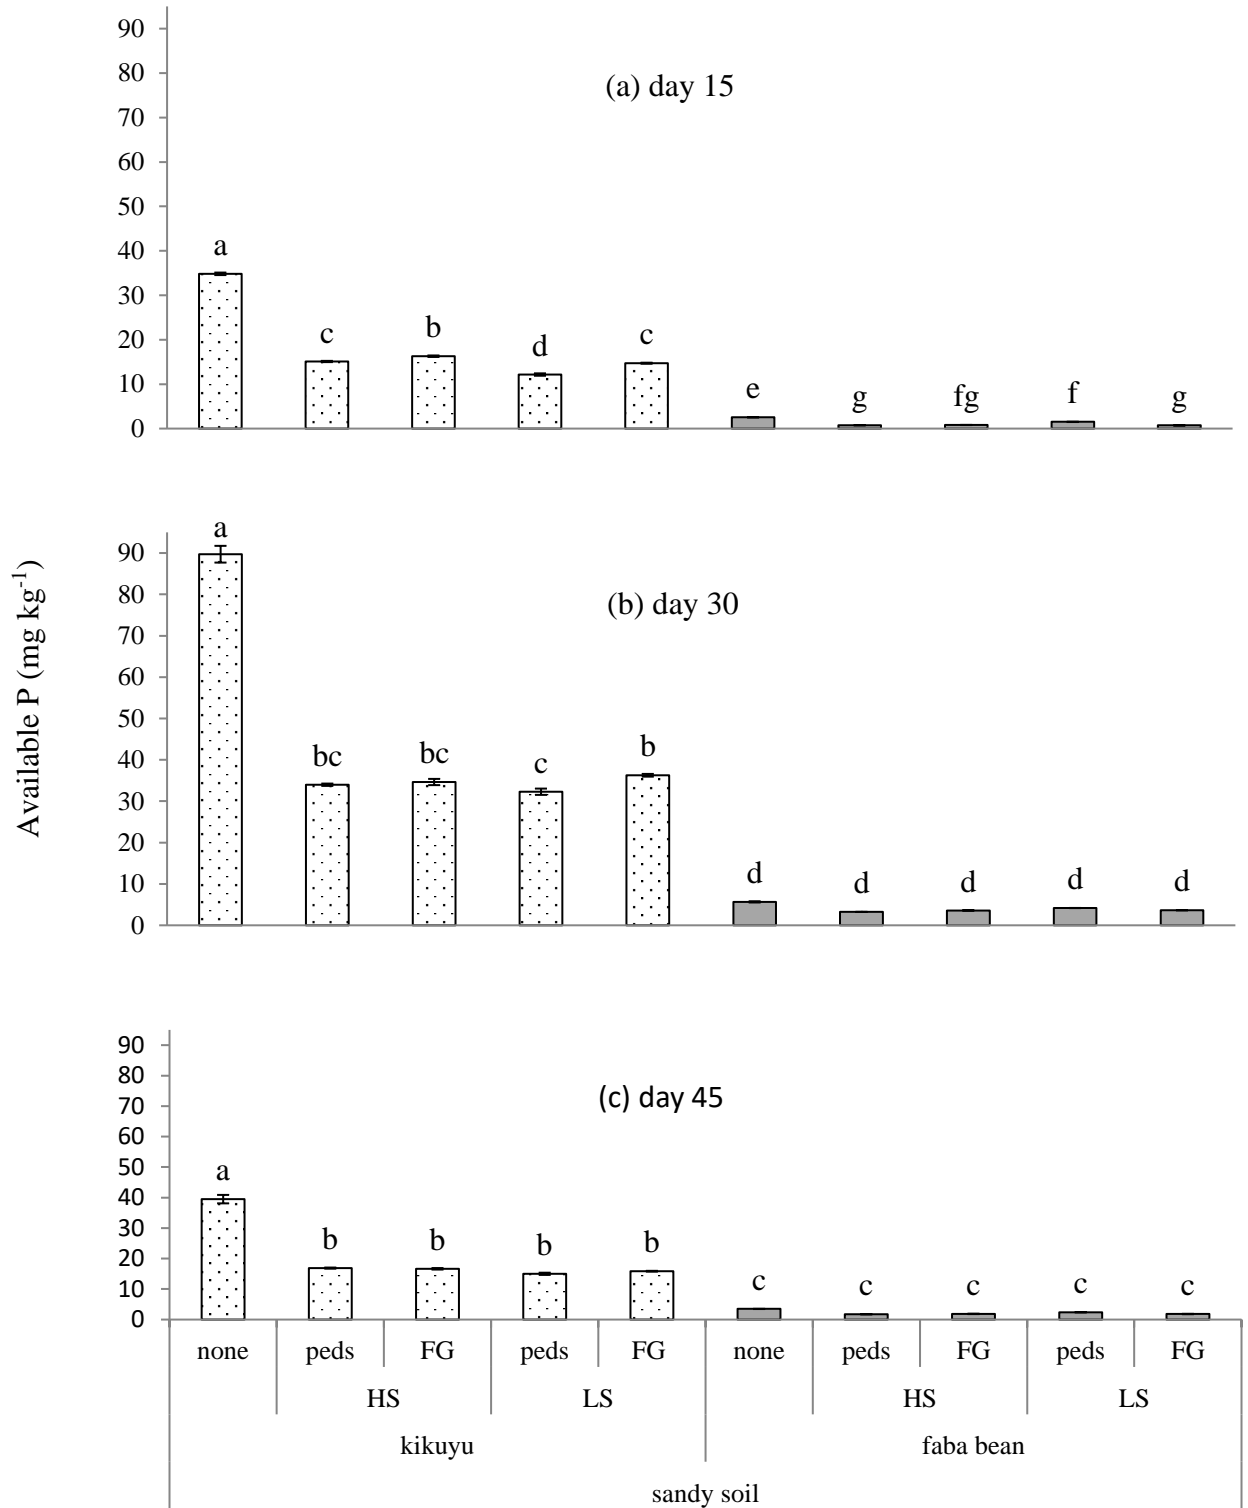 90
(a) day 15
80
70
60
50
40
30
20
10
0
a
c
b
d
c
e
g
fg
f
g
Available P (mg kg-1)
90
(b) day 30
80
70
60
50
40
30
20
10
0
a
bc
bc
c
b
d
d
d
d
d
90
(c) day 45
80
70
60
50
40
30
20
10
0
a
b
b
b
b
c
c
c
c
c
none peds FG peds FG none peds FG peds FG
HS LS HS LS
kikuyu faba bean
sandy soil